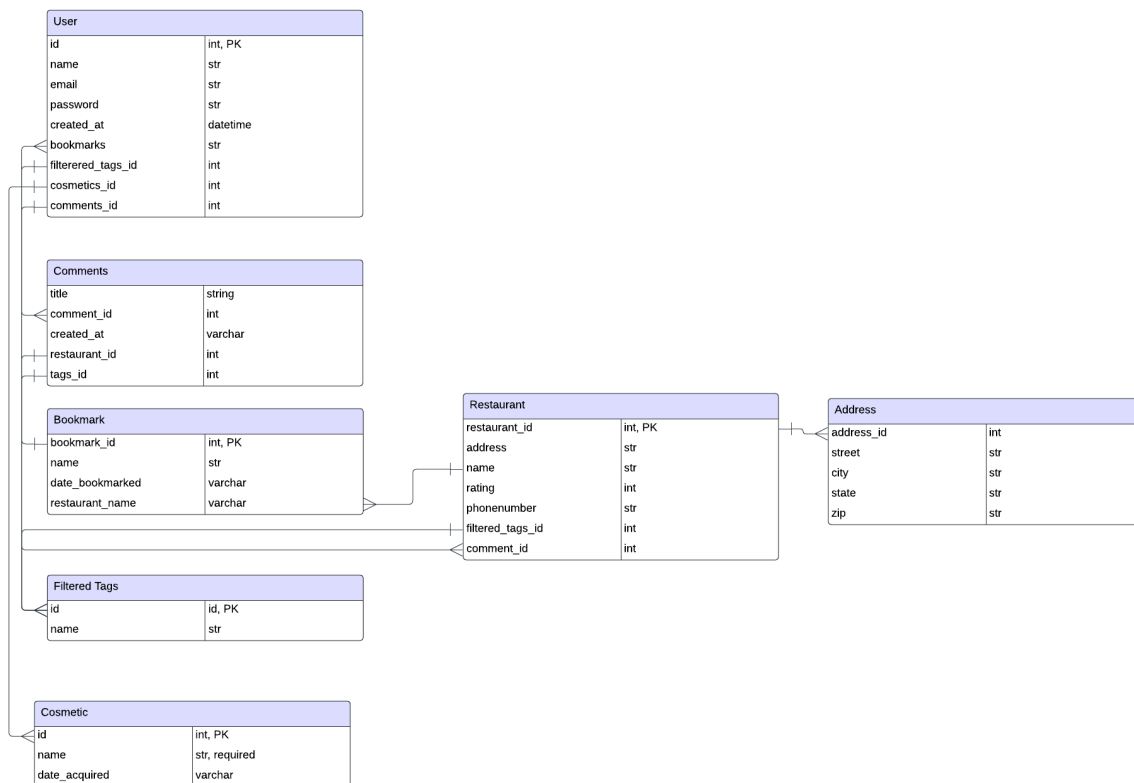 User
id int, PK
name str
email str
password str
created_at datetime
bookmarks str
filterered_tags_id int
cosmetics_id int
comments_id int
Comments
title string
comment_id int
created_at varchar
restaurant_id int
tags_id int
Bookmark
bookmark_id int, PK
name str
date_bookmarked varchar
restaurant_name varchar
Restaurant
restaurant_id int, PK
address str
name str
rating int
phonenumber str
filtered_tags_id int
comment_id int
Address
address_id int
street str
city str
state str
zip str
Filtered Tags
id id, PK
name str
Cosmetic
id int, PK
name str, required
date_acquired varchar